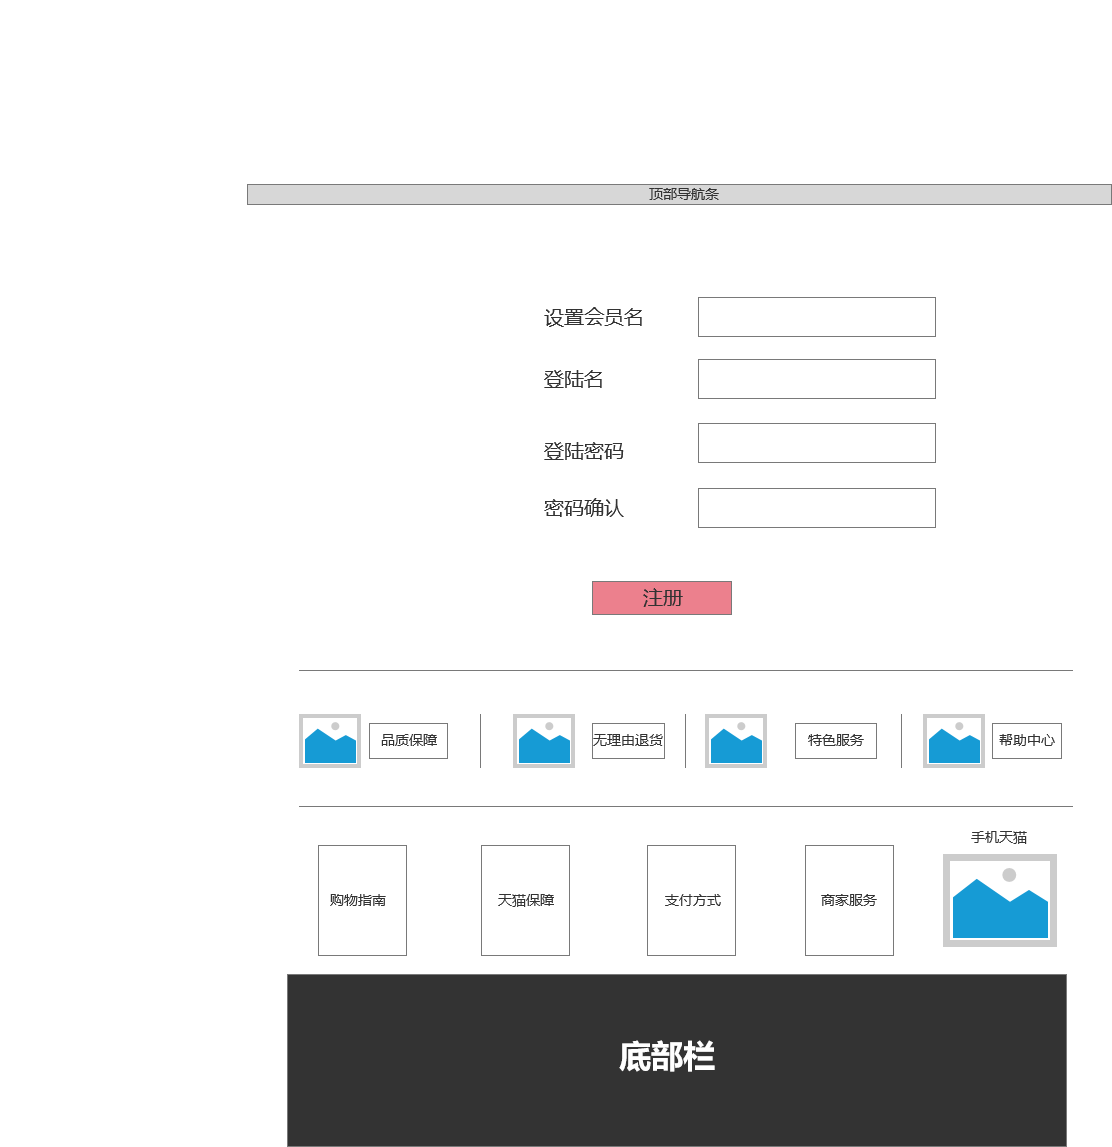 顶部导航条
设置会员名
登陆名
登陆密码
密码确认
注册
品质保障
无理由退货
特色服务
帮助中心
手机天猫
购物指南
天猫保障
支付方式
商家服务
底部栏